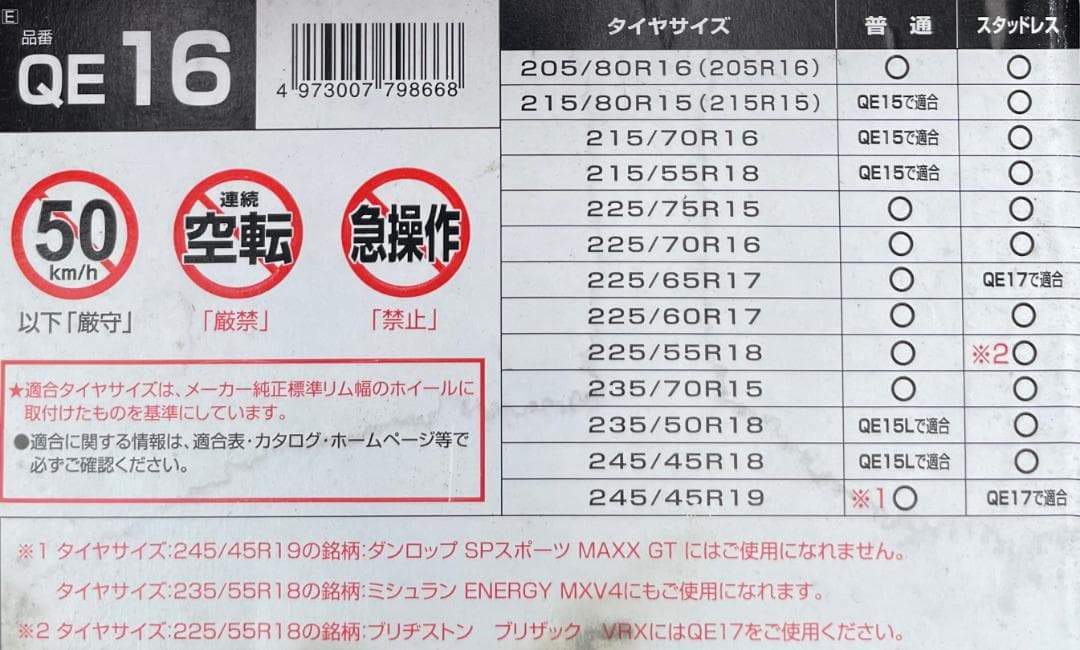 E
品番
QE16
4 973007 798668
50
km/h
以下「厳守」
連続
空転
「厳禁」
急操作
「禁止」
★適合タイヤサイズは、メーカー純正標準リム幅のホイールに
取付けたものを基準にしています。
●適合に関する情報は、適合表・カタログ・ホームページ等で
必ずご確認ください。
タイヤサイズ 普通 スタッドレス
205/80R16(205R16) ○ ○
215/80R15(215R15) QE15で適合 ○
215/70R16 QE15で適合 ○
215/55R18 QE15で適合 ○
225/75R15 ○ ○
225/70R16 ○ ○
225/65R17 ○ QE17で適合
225/60R17 ○ ○
225/55R18 ○ ※2○
235/70R15 ○ ○
235/50R18 QE15Lで適合 ○
245/45R18 QE15Lで適合 ○
245/45R19 ※1○ QE17で適合
※1 タイヤサイズ:245/45R19の銘柄:ダンロップ SPスポーツ MAXX GT にはご使用になれません。
タイヤサイズ:235/55R18の銘柄:ミシュラン ENERGY MXV4にもご使用になれます。
※2 タイヤサイズ:225/55R18の銘柄:ブリヂストン ブリザック VRXにはQE17をご使用ください。